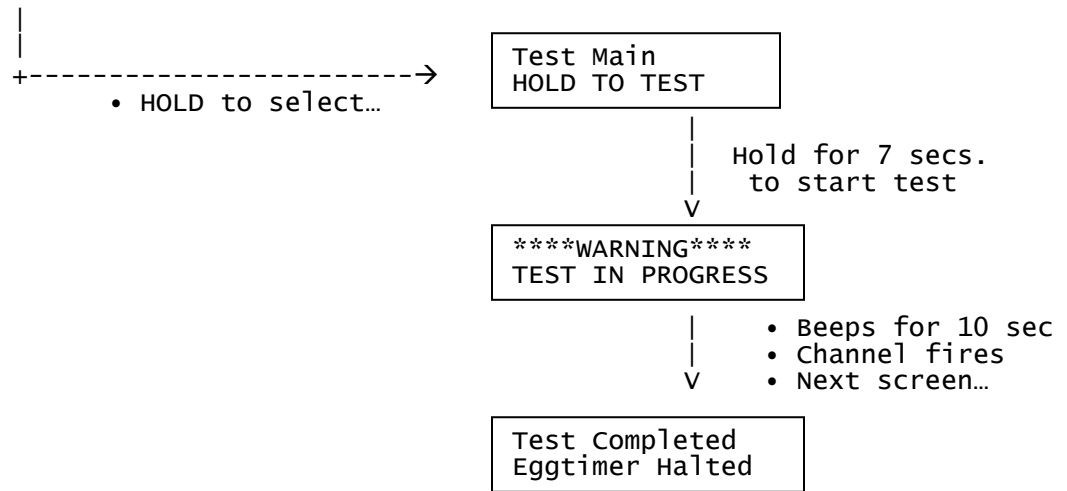 Test Main
HOLD TO TEST
• HOLD to select…
Hold for 7 secs.
to start test
****WARNING****
TEST IN PROGRESS
• Beeps for 10 sec
• Channel fires
• Next screen…
Test Completed
Eggtimer Halted